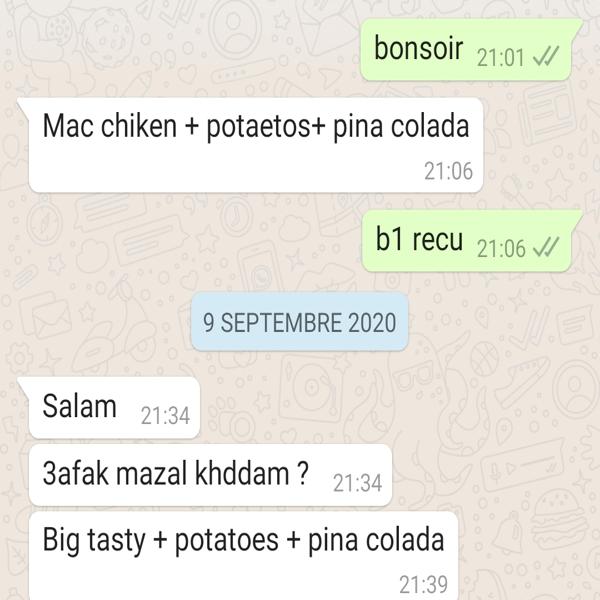 bonsoir 21:01
Mac chiken + potaetos+ pina colada
21:06
b1 recu 21:06
9 SEPTEMBRE 2020
Salam 21:34
3afak mazal khddam ? 21:34
Big tasty + potatoes + pina colada
21:39